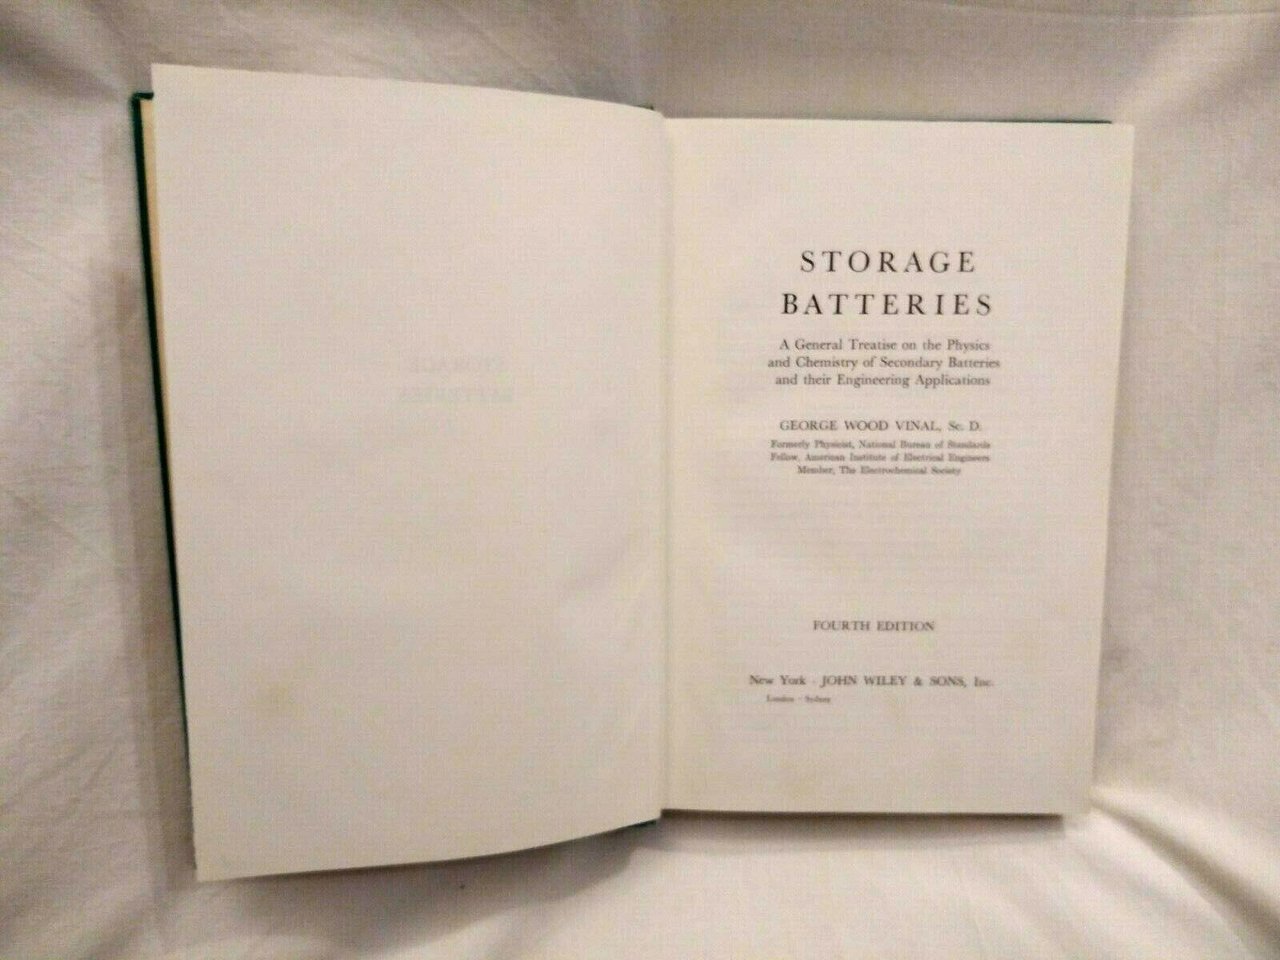 STORAGE
BATTERIES
A General Treatise on the Physics
and Chemistry of Secondary Batteries
and their Engineering Applications
GEORGE WOOD VINAL, Sc. D.
Formerly Physicist, National Bureau of Standards
Fellow, American Institute of Electrical Engineers
Member, The Electrochemical Society
FOURTH EDITION
New York · JOHN WILEY & SONS, Inc.
London · Sydney